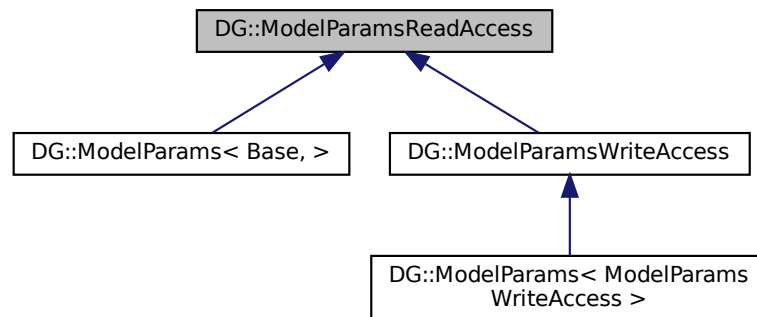 DG::ModelParamsReadAccess
DG::ModelParams< Base, >
DG::ModelParamsWriteAccess
DG::ModelParams< ModelParams
WriteAccess >